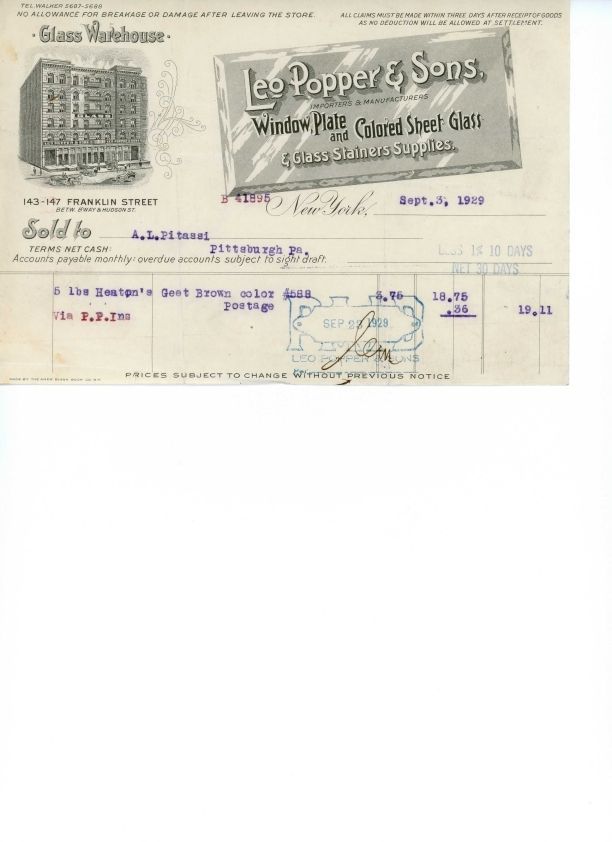 TEL. WALKER 5687-5688
NO ALLOWANCE FOR BREAKAGE OR DAMAGE AFTER LEAVING THE STORE.
ALL CLAIMS MUST BE MADE WITHIN THREE DAYS AFTER RECEIPT OF GOODS
AS NO DEDUCTION WILL BE ALLOWED AT SETTLEMENT.
Glass Warehouse
Leo Popper & Sons,
IMPORTERS & MANUFACTURERS
Window, Plate and Colored Sheet Glass
& Glass Stainers Supplies.
143-147 FRANKLIN STREET
BETW. B'WAY & HUDSON ST.
B 41895
New York, Sept. 3, 1929
Sold to A.L.Pitassi
Pittsburgh Pa.
TERMS NET CASH:
Accounts payable monthly: overdue accounts subject to sight draft.
LESS 1% 10 DAYS
NET 30 DAYS
5 lbs Heaton's Geet Brown color #588 3.75 18.75
Postage .36 19.11
Via P.P.Ins
SEP 23 1929
LEO POPPER & SONS
PRICES SUBJECT TO CHANGE WITHOUT PREVIOUS NOTICE